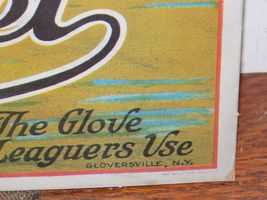 The Glove
Leaguers Use
GLOVERSVILLE, N.Y.